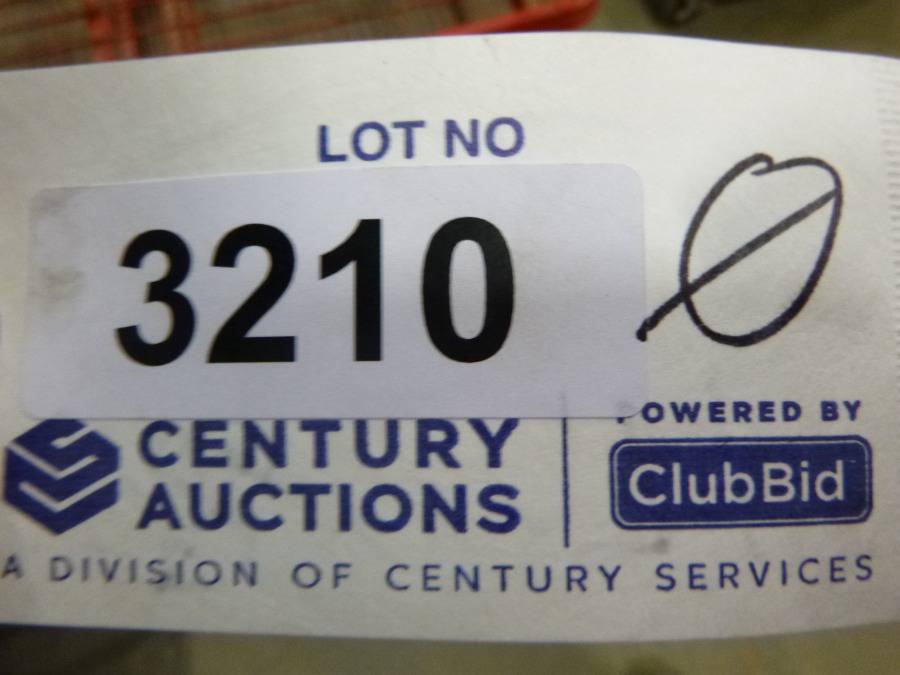 LOT NO
3210 Ø
CENTURY
AUCTIONS
POWERED BY
ClubBid
A DIVISION OF CENTURY SERVICES